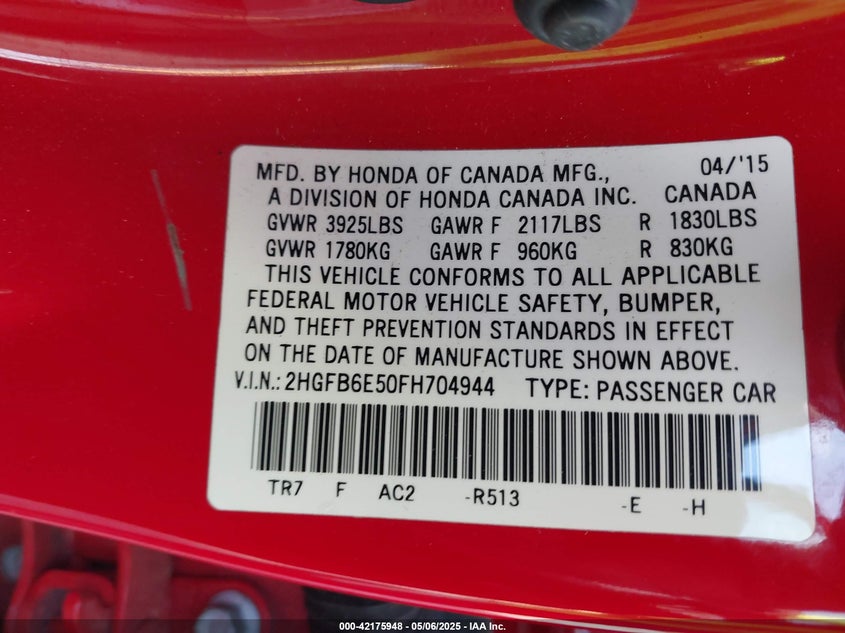 MFD. BY HONDA OF CANADA MFG., 04/'15
A DIVISION OF HONDA CANADA INC. CANADA
GVWR 3925LBS GAWR F 2117LBS R 1830LBS
GVWR 1780KG GAWR F 960KG R 830KG
THIS VEHICLE CONFORMS TO ALL APPLICABLE
FEDERAL MOTOR VEHICLE SAFETY, BUMPER,
AND THEFT PREVENTION STANDARDS IN EFFECT
ON THE DATE OF MANUFACTURE SHOWN ABOVE.
V.I.N.: 2HGFB6E50FH704944 TYPE: PASSENGER CAR
TR7 F AC2 -R513 -E -H
000-42175948 - 05/06/2025 - IAA Inc.